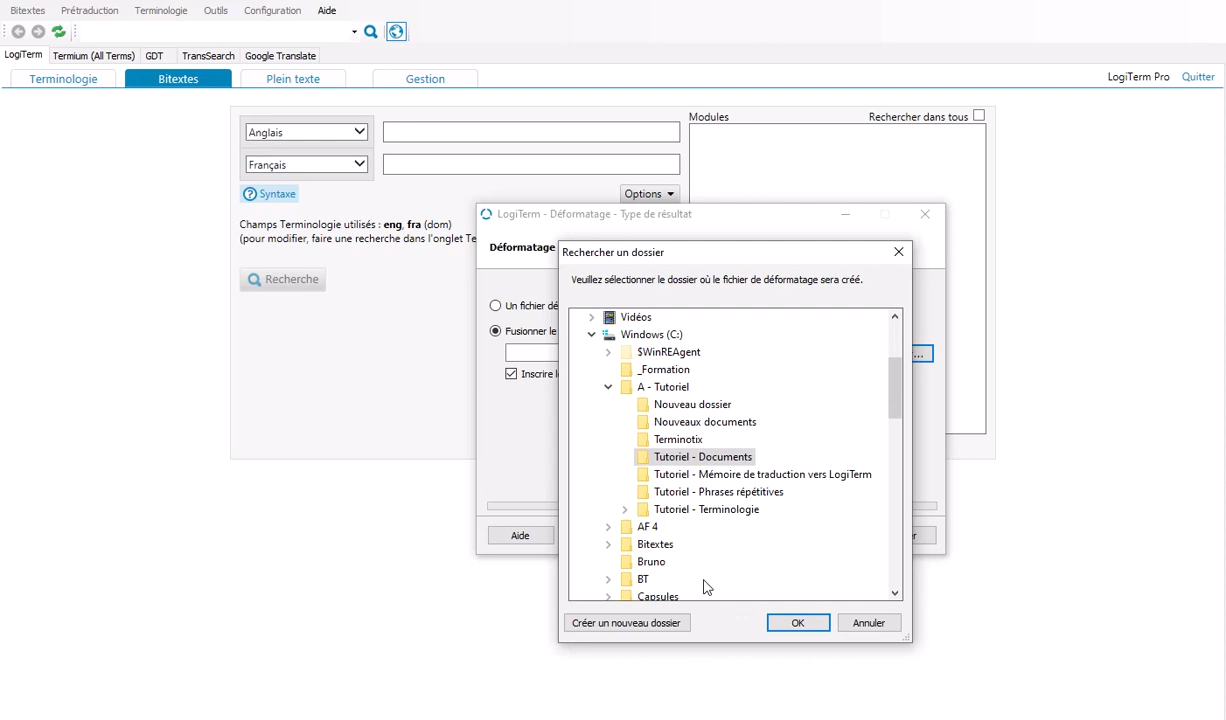 Bitextes Prétraduction Terminologie Outils Configuration Aide
LogiTerm Termium (All Terms) GDT TransSearch Google Translate
Terminologie Bitextes Plein texte Gestion LogiTerm Pro Quitter
Anglais
Français
Modules Rechercher dans tous
? Syntaxe
Options
Champs Terminologie utilisés : eng, fra (dom)
(pour modifier, faire une recherche dans l'onglet Te
Recherche
LogiTerm - Déformatage - Type de résultat
Déformatage
Un fichier dé
Fusionner le
...
Inscrire l
Aide
Rechercher un dossier
Veuillez sélectionner le dossier où le fichier de déformatage sera créé.
Vidéos
Windows (C:)
$WinREAgent
_Formation
A - Tutoriel
Nouveau dossier
Nouveaux documents
Terminotix
Tutoriel - Documents
Tutoriel - Mémoire de traduction vers LogiTerm
Tutoriel - Phrases répétitives
Tutoriel - Terminologie
AF 4
Bitextes
Bruno
BT
Capsules
Créer un nouveau dossier OK Annuler